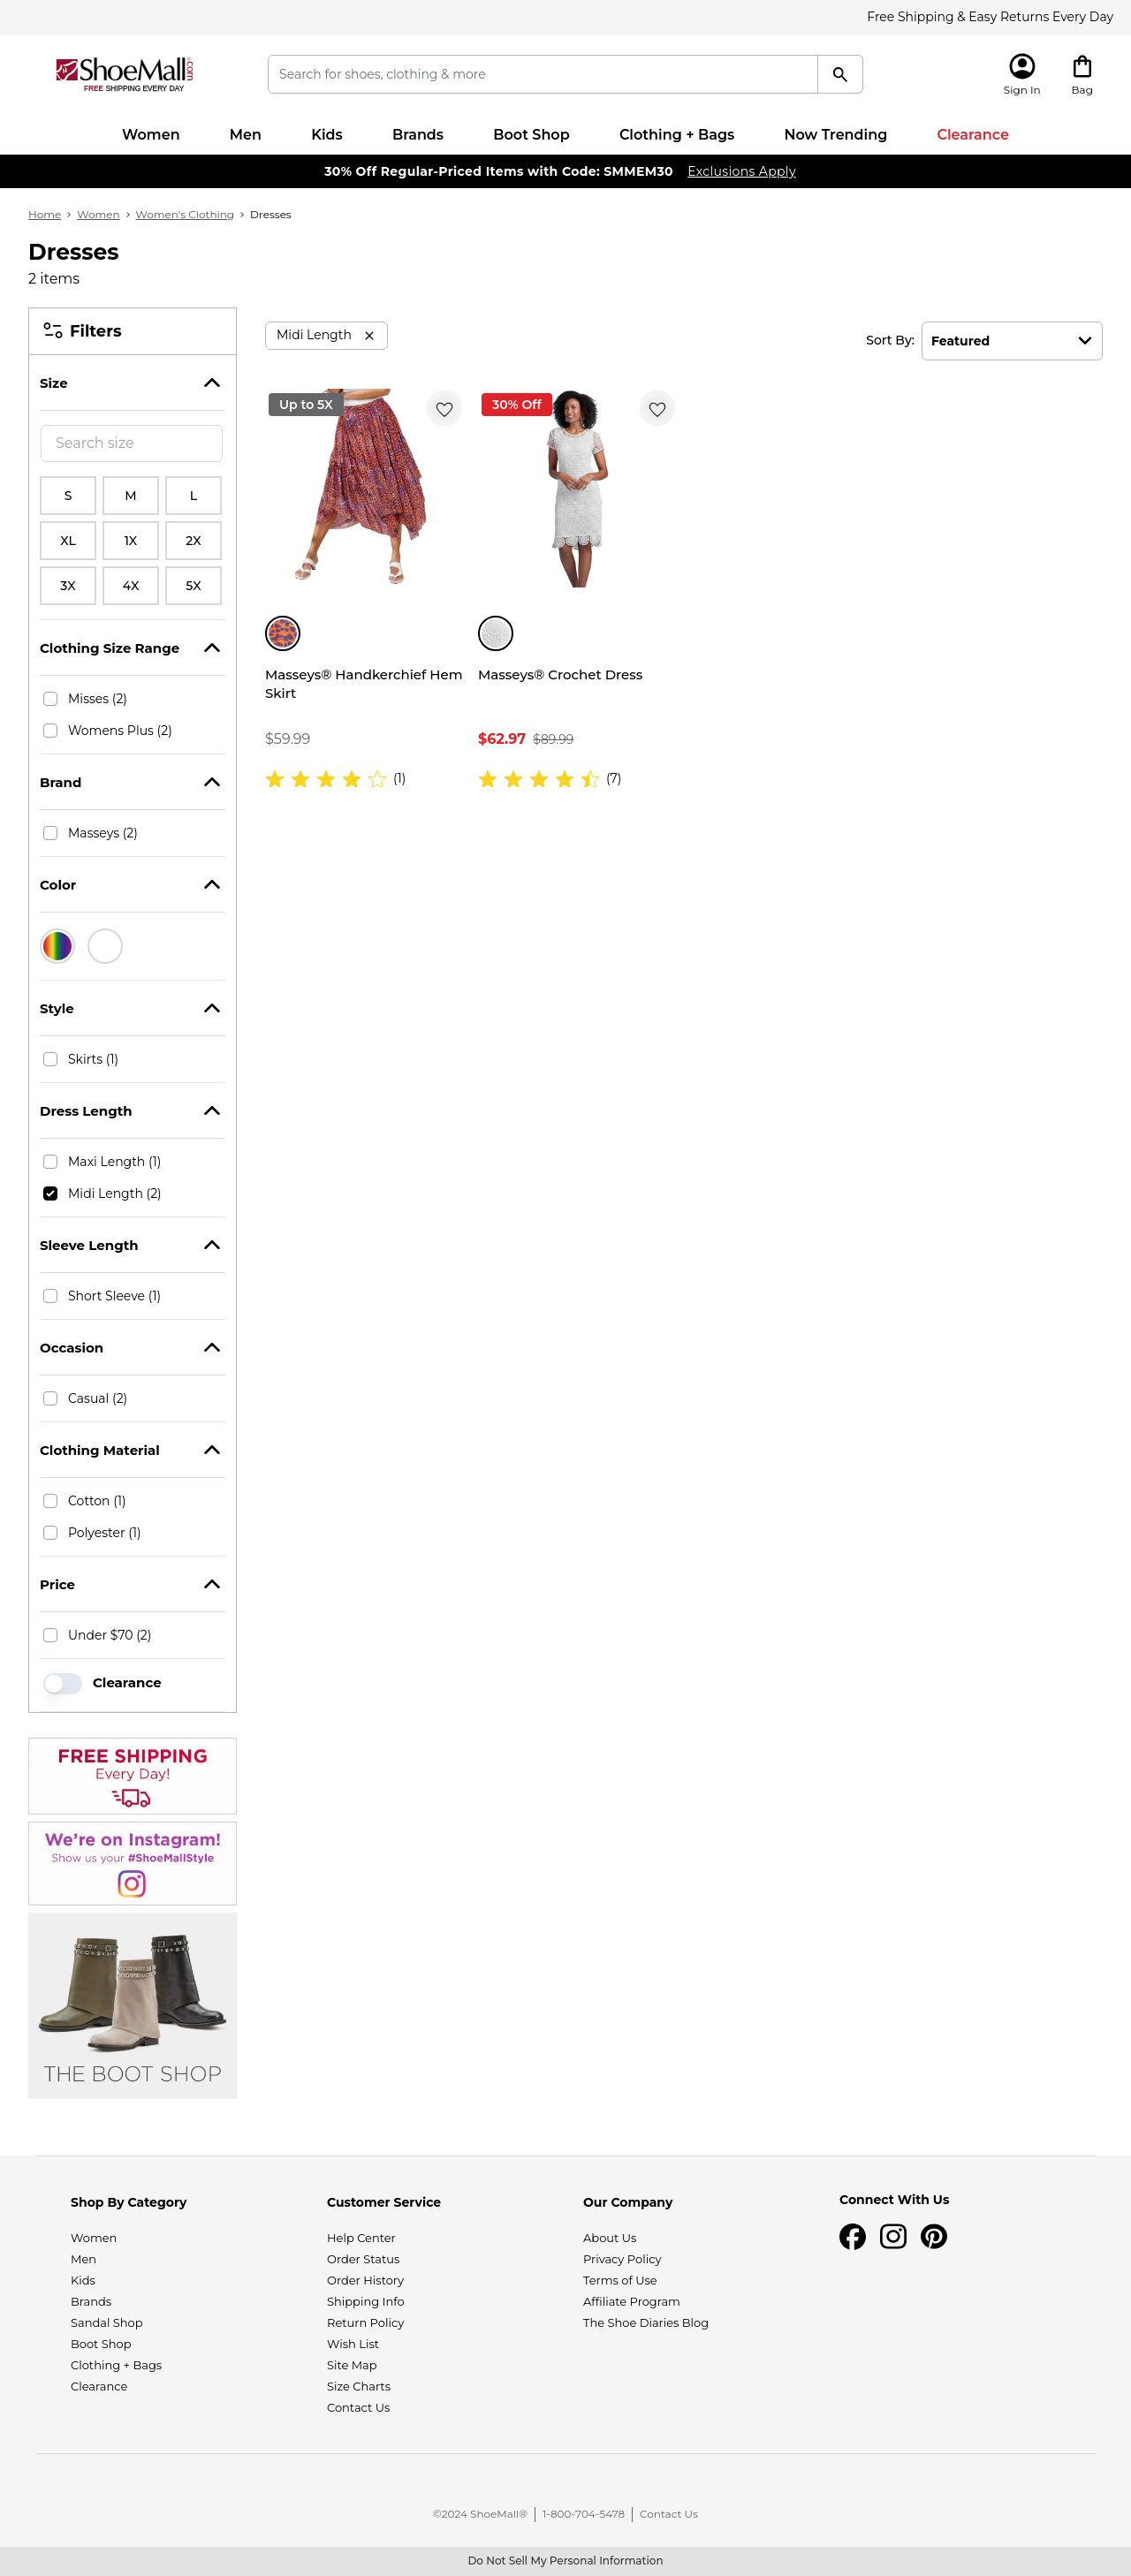 Free Shipping & Easy Returns Every Day
ShoeMall.com
FREE SHIPPING EVERY DAY
Search for shoes, clothing & more
Sign In
Bag
Women Men Kids Brands Boot Shop Clothing + Bags Now Trending Clearance
30% Off Regular-Priced Items with Code: SMMEM30 Exclusions Apply
Home › Women › Women's Clothing › Dresses
Dresses
2 items
Filters
Size
Search size
S M L
XL 1X 2X
3X 4X 5X
Clothing Size Range
Misses (2)
Womens Plus (2)
Brand
Masseys (2)
Color
Style
Skirts (1)
Dress Length
Maxi Length (1)
Midi Length (2)
Sleeve Length
Short Sleeve (1)
Occasion
Casual (2)
Clothing Material
Cotton (1)
Polyester (1)
Price
Under $70 (2)
Clearance
FREE SHIPPING
Every Day!
We're on Instagram!
Show us your #ShoeMallStyle
THE BOOT SHOP
Midi Length
Sort By: Featured
Up to 5X
Masseys® Handkerchief Hem
Skirt
$59.99
(1)
30% Off
Masseys® Crochet Dress
$62.97 $89.99
(7)
Shop By Category
Women
Men
Kids
Brands
Sandal Shop
Boot Shop
Clothing + Bags
Clearance
Customer Service
Help Center
Order Status
Order History
Shipping Info
Return Policy
Wish List
Site Map
Size Charts
Contact Us
Our Company
About Us
Privacy Policy
Terms of Use
Affiliate Program
The Shoe Diaries Blog
Connect With Us
©2024 ShoeMall® | 1-800-704-5478 | Contact Us
Do Not Sell My Personal Information